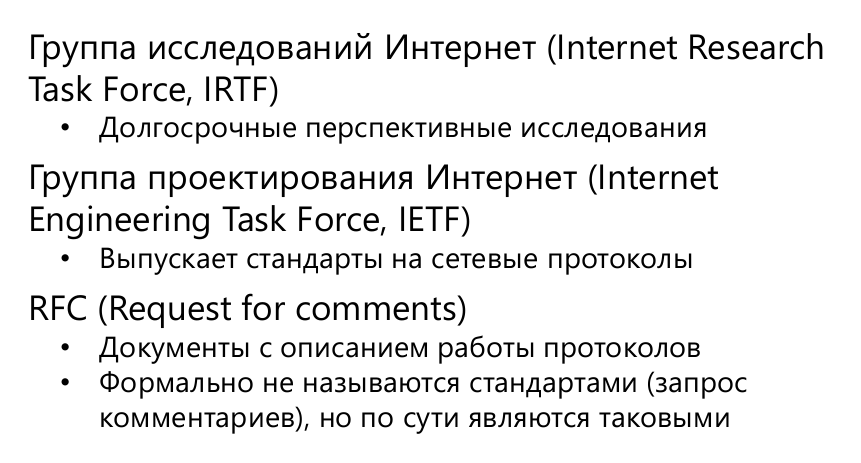 Группа исследований Интернет (Internet Research
Task Force, IRTF)
• Долгосрочные перспективные исследования
Группа проектирования Интернет (Internet
Engineering Task Force, IETF)
• Выпускает стандарты на сетевые протоколы
RFC (Request for comments)
• Документы с описанием работы протоколов
• Формально не называются стандартами (запрос
комментариев), но по сути являются таковыми